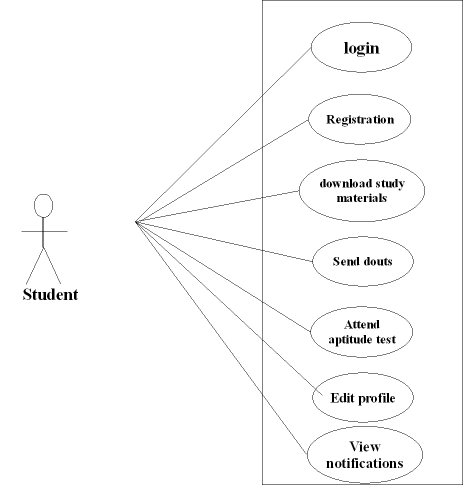 login
Registration
download study
materials
Send douts
Student
Attend
aptitude test
Edit profile
View
notifications